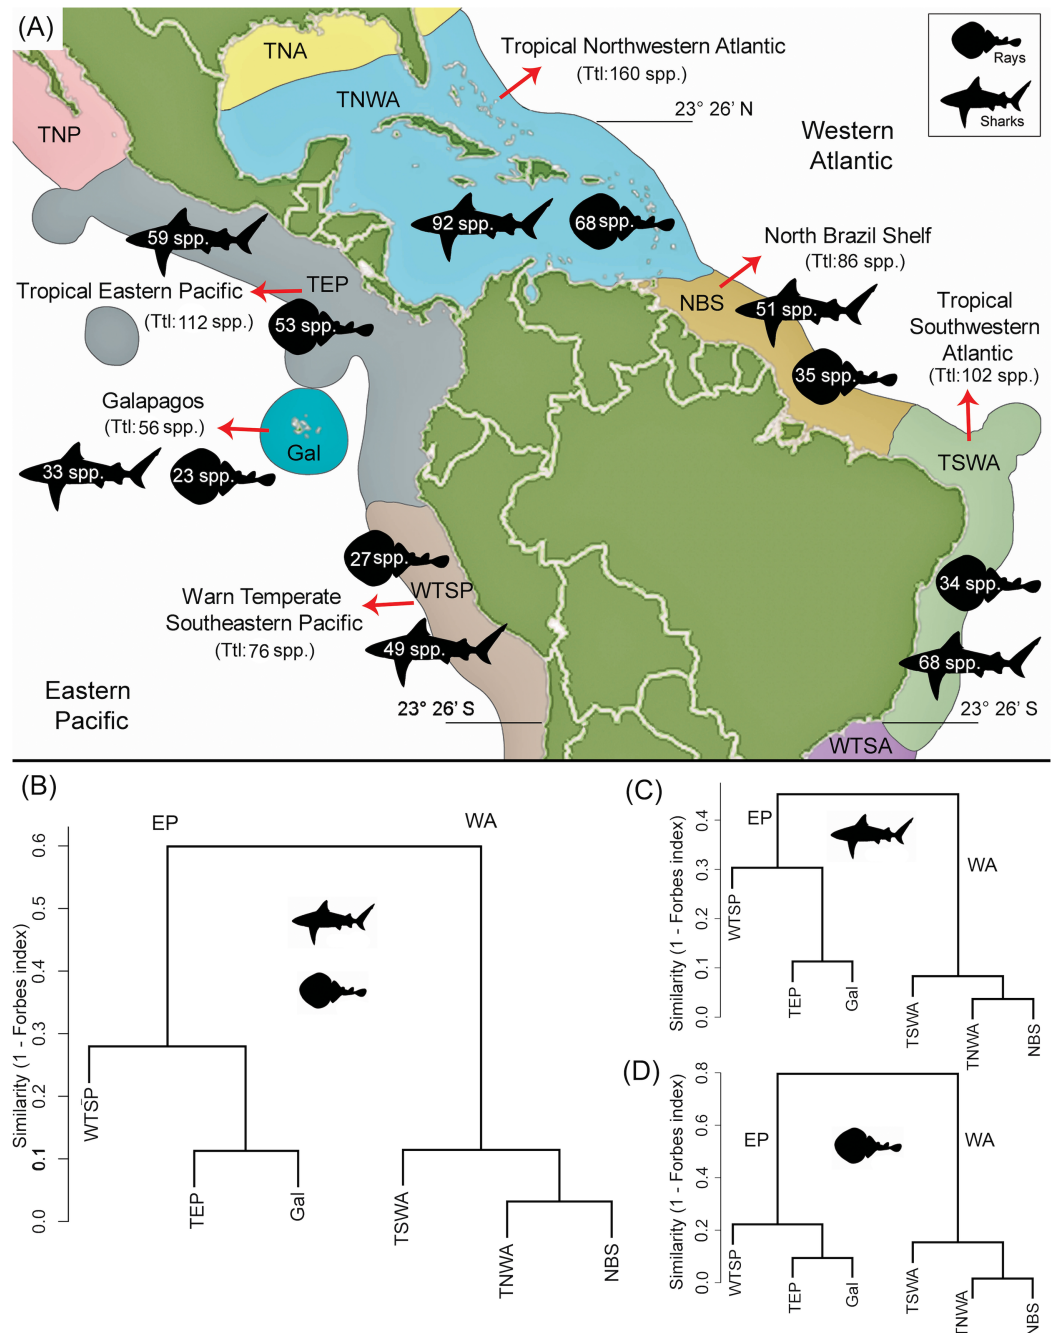 (A)
TNA
Tropical Northwestern Atlantic
(Ttl:160 spp.)
Rays
Sharks
TNWA
23° 26' N
TNP
Western
Atlantic
59 spp.
92 spp.
68 spp.
North Brazil Shelf
(Ttl:86 spp.)
Tropical Eastern Pacific
TEP
(Ttl:112 spp.)
53 spp.
NBS
51 spp.
Tropical
Southwestern
Atlantic
(Ttl:102 spp.)
35 spp.
Galapagos
(Ttl:56 spp.)
Gal
33 spp.
23 spp.
TSWA
27 spp.
WTSP
Warn Temperate
Southeastern Pacific
(Ttl:76 spp.)
49 spp.
34 spp.
68 spp.
Eastern
Pacific
23° 26' S
23° 26' S
WTSA
(B)
EP
WA
Similarity (1 - Forbes index)
0.6
0.5
0.4
0.3
0.2
0.1
0.0
WTSP
TEP
Gal
TSWA
TNWA
NBS
(C)
EP
WA
Similarity (1 - Forbes index)
0.4
0.3
0.2
0.1
0.0
WTSP
TEP
Gal
TSWA
TNWA
NBS
(D)
EP
WA
Similarity (1 - Forbes index)
0.8
0.6
0.4
0.2
0.0
WTSP
TEP
Gal
TSWA
TNWA
NBS